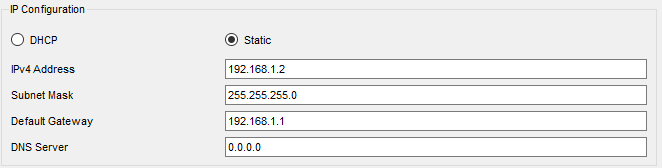 IP Configuration
DHCP Static
IPv4 Address 192.168.1.2
Subnet Mask 255.255.255.0
Default Gateway 192.168.1.1
DNS Server 0.0.0.0